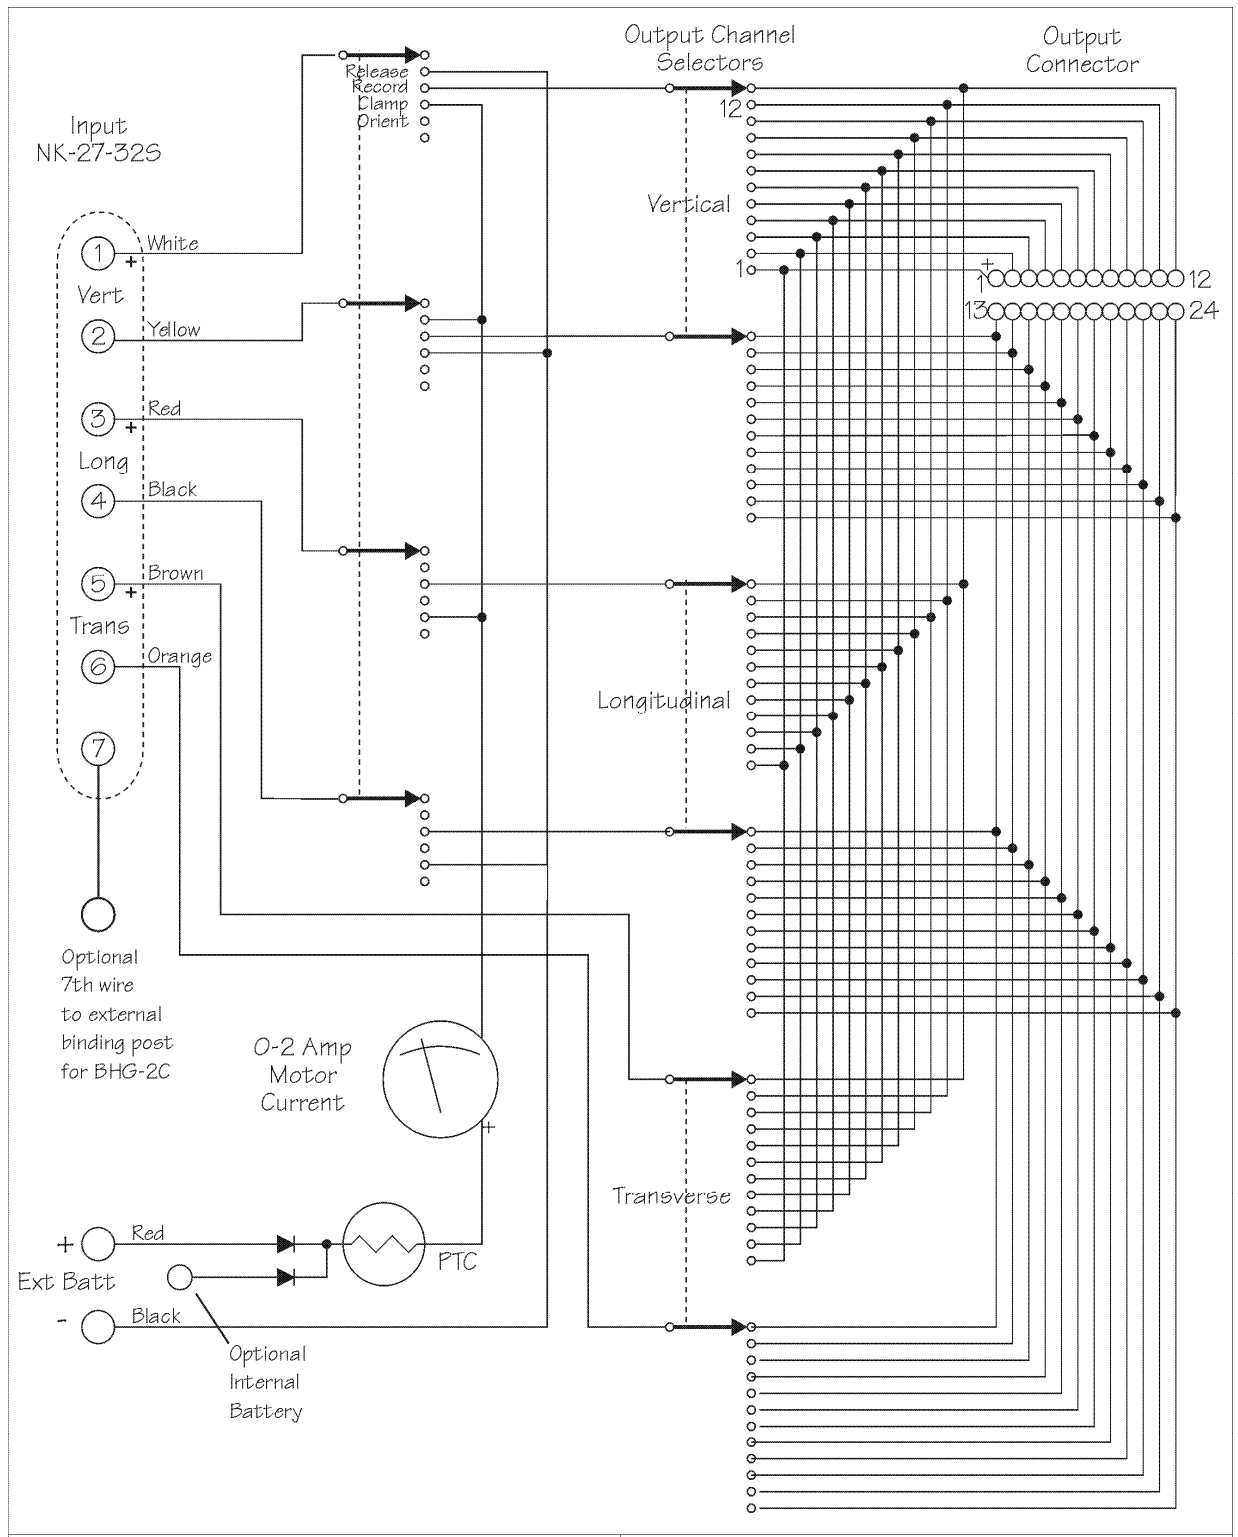 Output Channel
Selectors
Output
Connector
Release
Record
Clamp
Orient
12
Input
NK-27-32S
Vertical
1 + White
Vert
2 Yellow
1
+
1 12
13 24
3 + Red
Long
4 Black
5 + Brown
Trans
6 Orange
Longitudinal
7
Optional
7th wire
to external
binding post
for BHG-2C
0-2 Amp
Motor
Current
+
Transverse
+ Red
PTC
Ext Batt
- Black
Optional
Internal
Battery